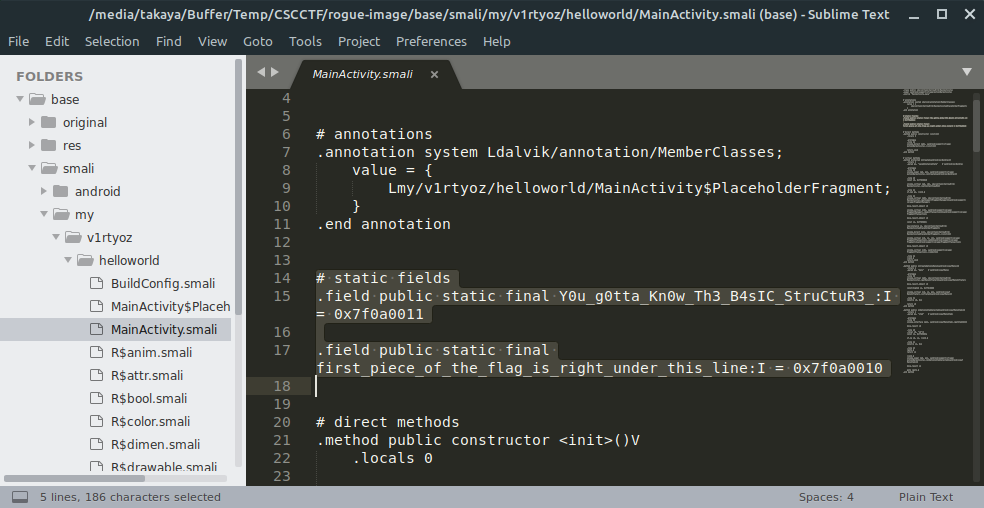 /media/takaya/Buffer/Temp/CSCCTF/rogue-image/base/smali/my/v1rtyoz/helloworld/MainActivity.smali (base) - Sublime Text
File Edit Selection Find View Goto Tools Project Preferences Help
FOLDERS
base
original
res
smali
android
my
v1rtyoz
helloworld
BuildConfig.smali
MainActivity$Placeh
MainActivity.smali
R$anim.smali
R$attr.smali
R$bool.smali
R$color.smali
R$dimen.smali
R$drawable.smali
MainActivity.smali
4
5
6 # annotations
7 .annotation system Ldalvik/annotation/MemberClasses;
8 value = {
9 Lmy/v1rtyoz/helloworld/MainActivity$PlaceholderFragment;
10 }
11 .end annotation
12
13
14 # static fields
15 .field public static final Y0u_g0tta_Kn0w_Th3_B4sIC_StruCtuR3_:I
= 0x7f0a0011
16
17 .field public static final
first_piece_of_the_flag_is_right_under_this_line:I = 0x7f0a0010
18
19
20 # direct methods
21 .method public constructor <init>()V
22 .locals 0
23
5 lines, 186 characters selected
Spaces: 4
Plain Text